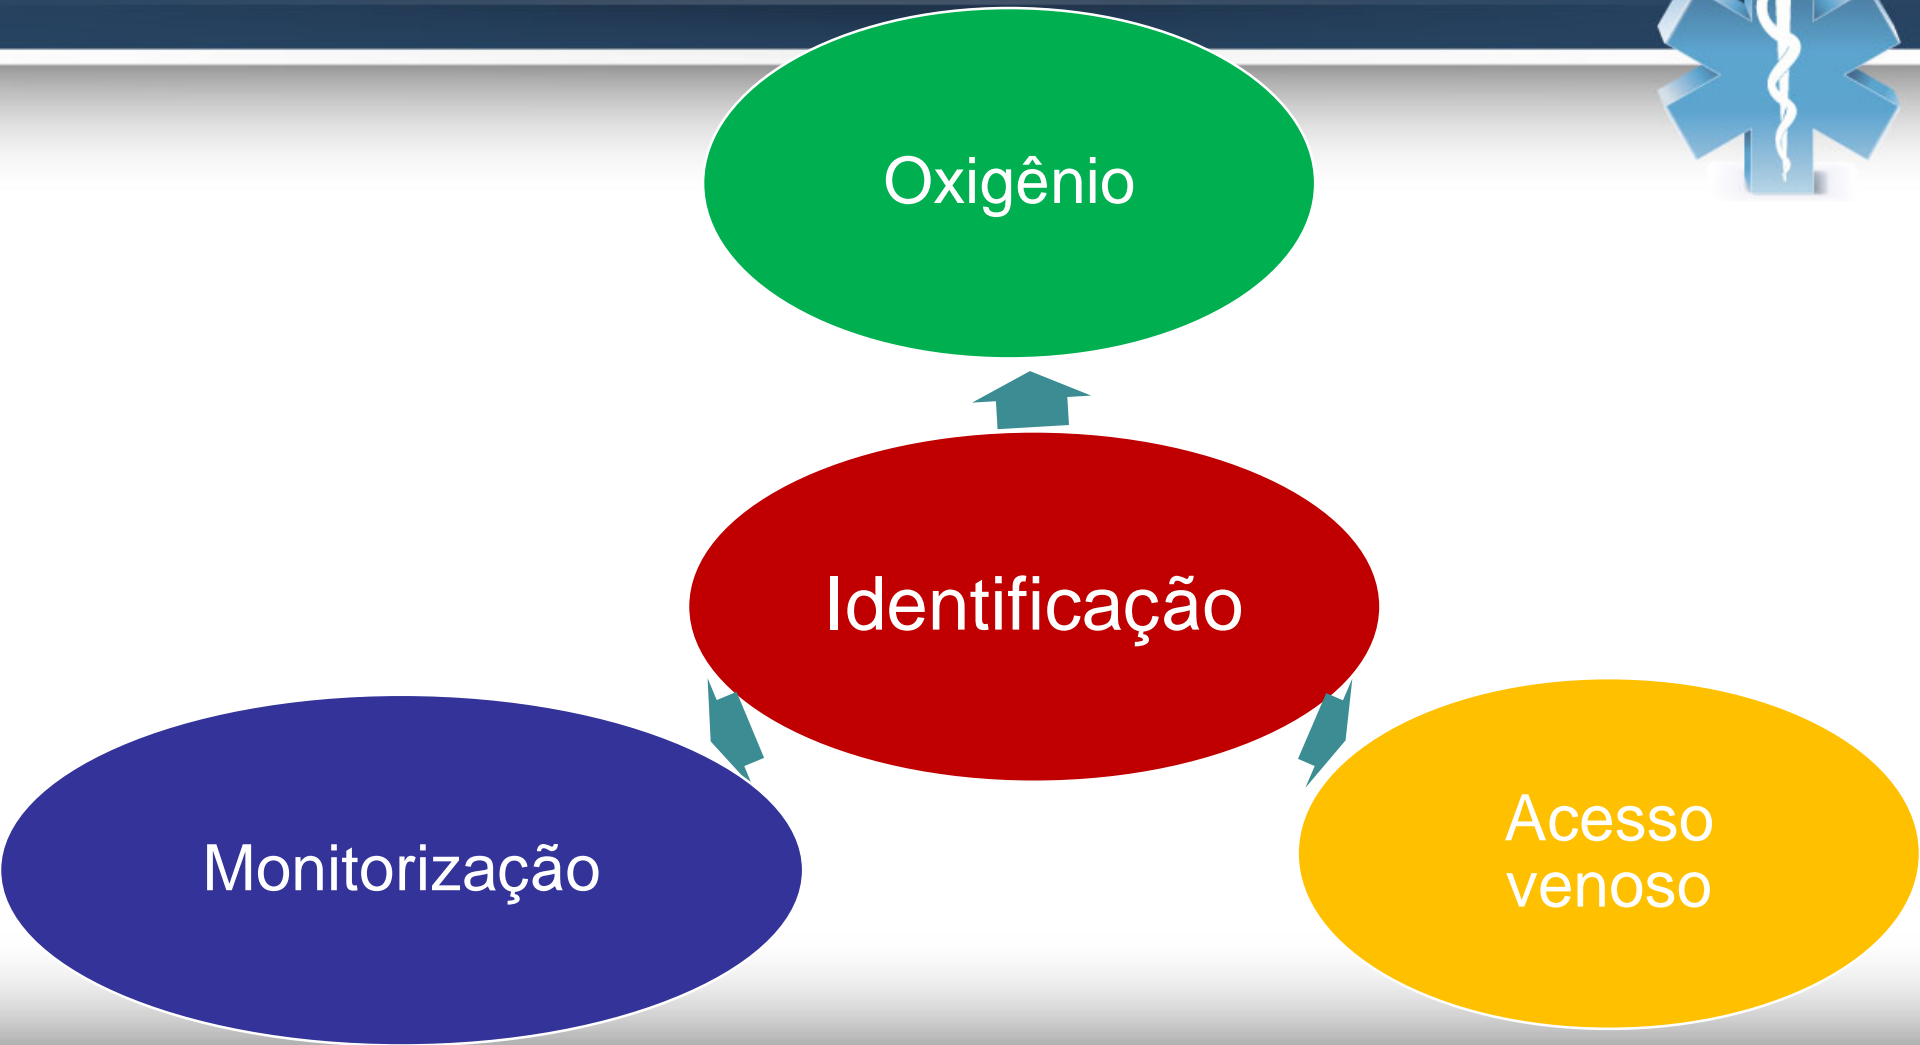 Oxigênio
Identificação
Monitorização
Acesso
venoso